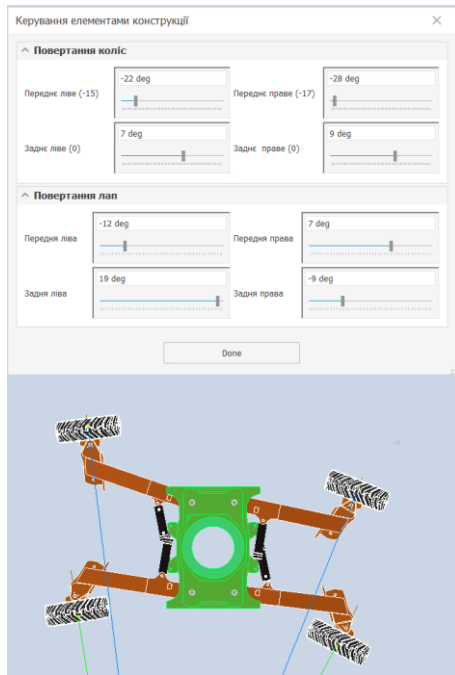 Керування елементами конструкції
Повертання коліс
Переднє ліве (-15)
-22 deg
Переднє праве (-17)
-28 deg
Заднє ліве (0)
7 deg
Заднє праве (0)
9 deg
Повертання лап
Передня ліва
-12 deg
Передня права
7 deg
Задня ліва
19 deg
Задня права
-9 deg
Done